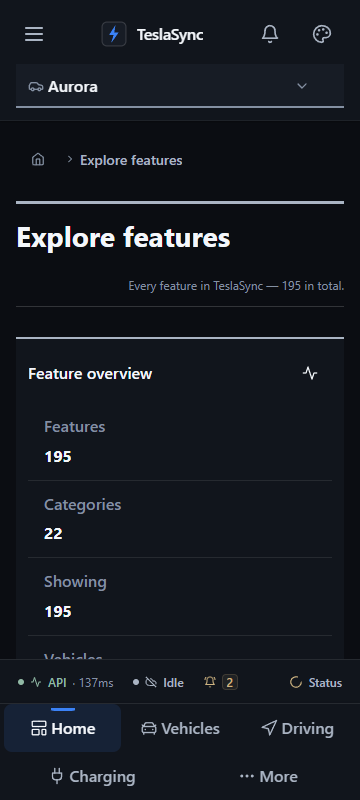 TeslaSync
Aurora
Explore features
Explore features
Every feature in TeslaSync — 195 in total.
Feature overview
Features
195
Categories
22
Showing
195
Vehicles
API · 137ms Idle 2 Status
Home Vehicles Driving
Charging More